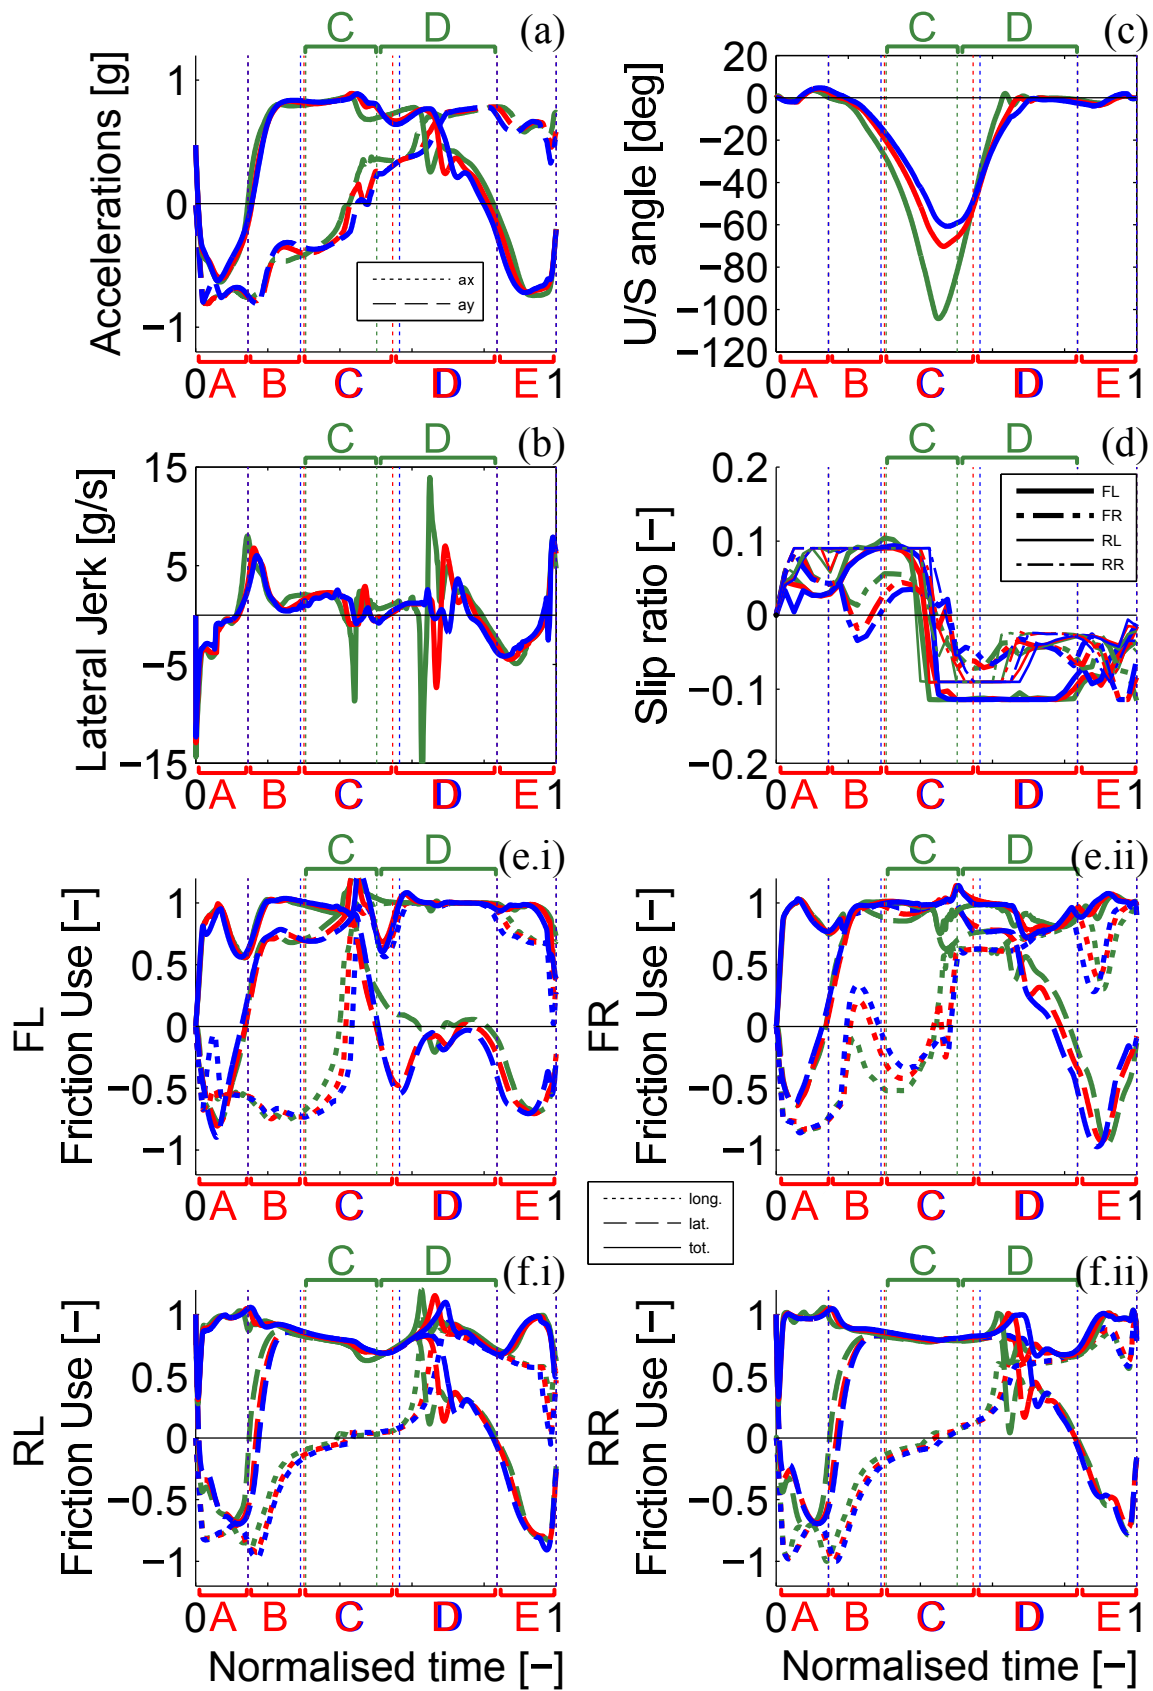 C D (a)
Accelerations [g]
1
0
−1
ax
ay
0 A B C D E 1
C D (c)
U/S angle [deg]
20
0
−20
−40
−60
−80
−100
−120
0 A B C D E 1
C D (b)
Lateral Jerk [g/s]
15
5
−5
−15
0 A B C D E 1
C D (d)
Slip ratio [−]
0.2
0.1
0
−0.1
−0.2
FL
FR
RL
RR
0 A B C D E 1
C D (e.i)
FL
Friction Use [−]
1
0.5
0
−0.5
−1
0 A B C D E 1
C D (e.ii)
FR
Friction Use [−]
1
0.5
0
−0.5
−1
0 A B C D E 1
long.
lat.
tot.
C D (f.i)
RL
Friction Use [−]
1
0.5
0
−0.5
−1
0 A B C D E 1
Normalised time [−]
C D (f.ii)
RR
Friction Use [−]
1
0.5
0
−0.5
−1
0 A B C D E 1
Normalised time [−]